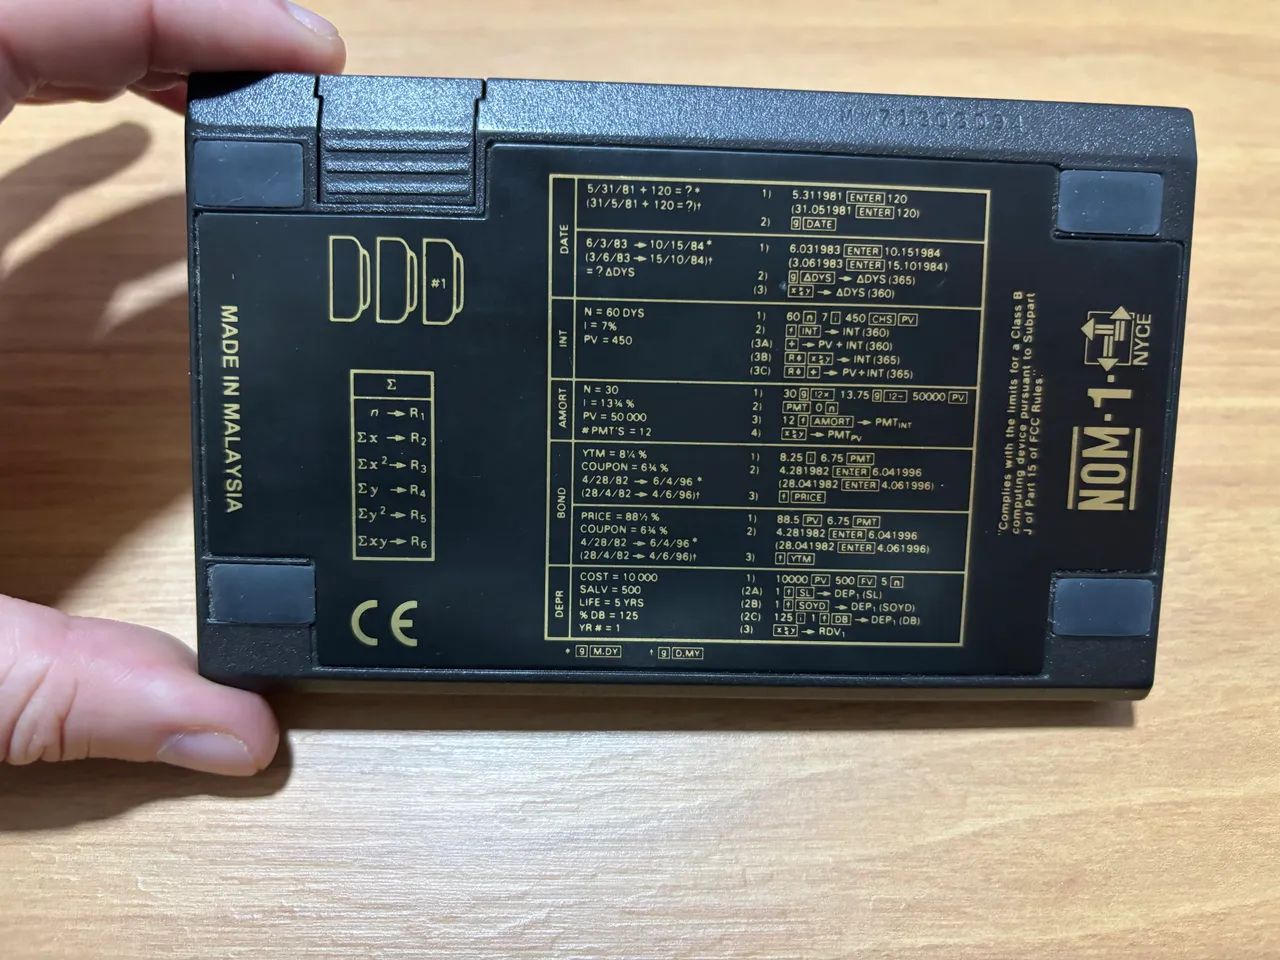 #1
MADE IN MALAYSIA
Σ
n → R1
Σx → R2
Σx² → R3
Σy → R4
Σy² → R5
Σxy → R6
CE
DATE
5/31/81 + 120 = ? * 1) 5.311981 ENTER 120
(31/5/81 + 120 = ?)† (31.051981 ENTER 120)
2) g DATE
6/3/83 → 10/15/84 * 1) 6.031983 ENTER 10.151984
(3/6/83 → 15/10/84)† (3.061983 ENTER 15.101984)
= ? ΔDYS 2) g ΔDYS → ΔDYS (365)
(3) x≷y → ΔDYS (360)
INT
N = 60 DYS 1) 60 n 7 i 450 CHS PV
I = 7% 2) f INT → INT (360)
PV = 450 (3A) + → PV + INT (360)
(3B) R↓ x≷y → INT (365)
(3C) R↓ + → PV + INT (365)
AMORT
N = 30 1) 30 g 12× 13.75 g 12÷ 50000 PV
I = 13¾ % 2) PMT 0 n
PV = 50 000 3) 12 f AMORT → PMT INT
# PMT'S = 12 4) x≷y → PMT PV
BOND
YTM = 8¼ % 1) 8.25 i 6.75 PMT
COUPON = 6¾ % 2) 4.281982 ENTER 6.041996
4/28/82 → 6/4/96 * (28.041982 ENTER 4.061996)
(28/4/82 → 4/6/96)† 3) f PRICE
PRICE = 88½ % 1) 88.5 PV 6.75 PMT
COUPON = 6¾ % 2) 4.281982 ENTER 6.041996
4/28/82 → 6/4/96 * (28.041982 ENTER 4.061996)
(28/4/82 → 4/6/96)† 3) f YTM
DEPR
COST = 10 000 (1) 10000 PV 500 FV 5 n
SALV = 500 (2A) 1 f SL → DEP1 (SL)
LIFE = 5 YRS (2B) 1 f SOYD → DEP1 (SOYD)
% DB = 125 (2C) 125 i 1 f DB → DEP1 (DB)
YR # = 1 (3) x≷y → RDV1
* g M.DY † g D.MY
"Complies with the limits for a Class B
computing device pursuant to Subpart
J of Part 15 of FCC Rules"
NOM·1·
NYCE